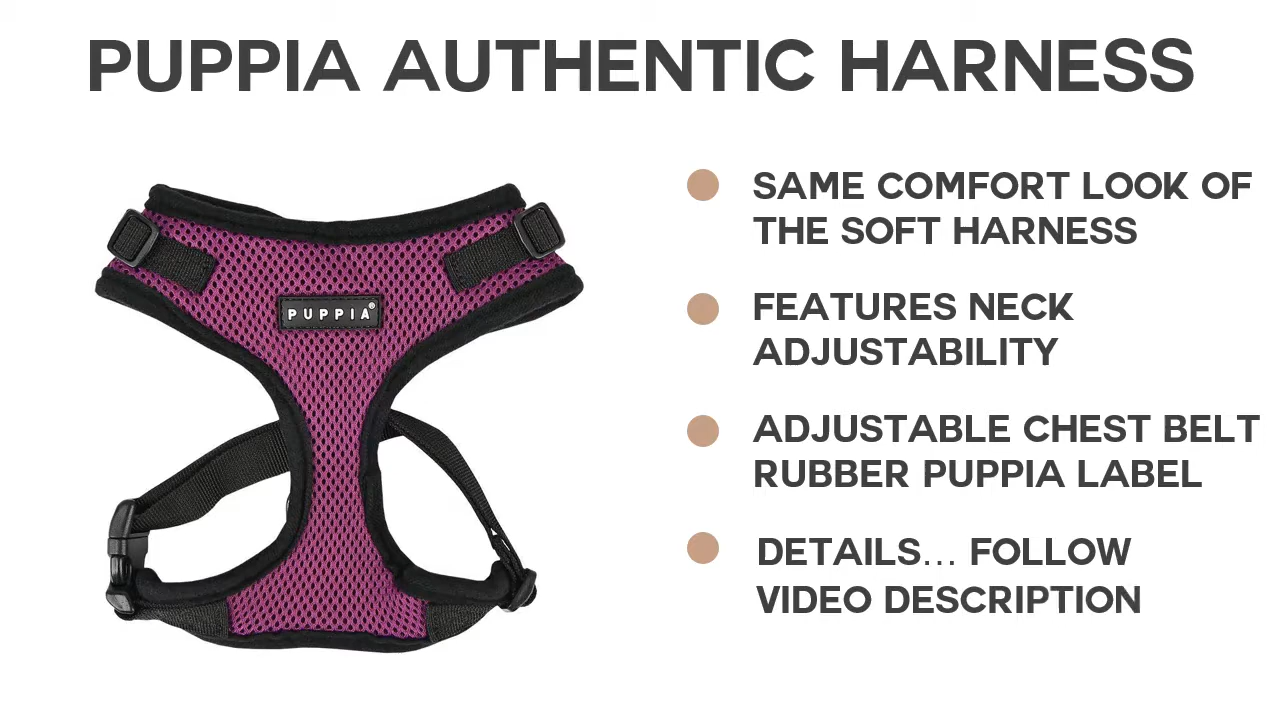 PUPPIA AUTHENTIC HARNESS
SAME COMFORT LOOK OF
THE SOFT HARNESS
FEATURES NECK
ADJUSTABILITY
ADJUSTABLE CHEST BELT
RUBBER PUPPIA LABEL
DETAILS... FOLLOW
VIDEO DESCRIPTION
PUPPIA®